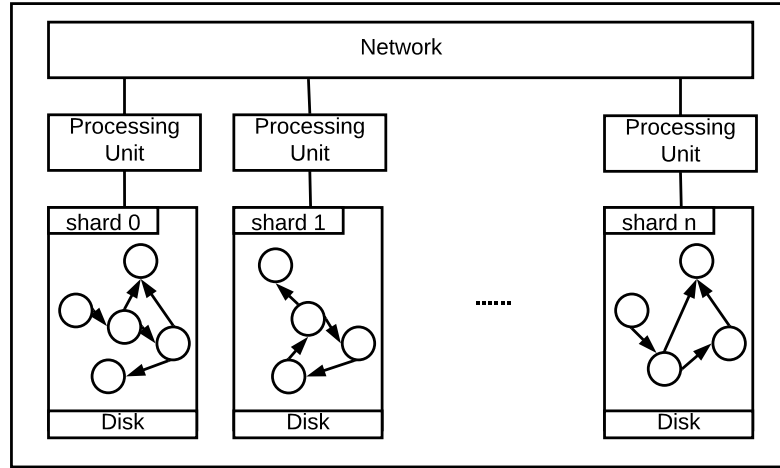 Network
Processing
Unit
Processing
Unit
Processing
Unit
shard 0
shard 1
shard n
Disk
Disk
Disk